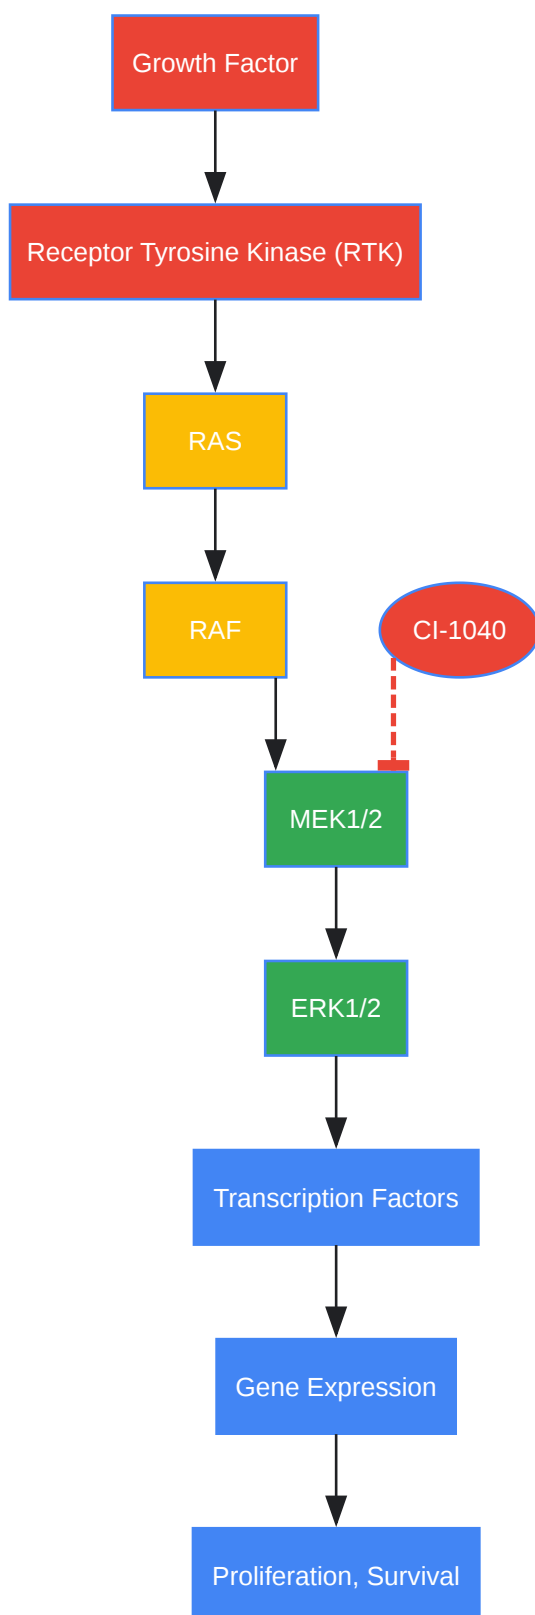 Growth Factor
Receptor Tyrosine Kinase (RTK)
RAS
RAF
CI-1040
MEK1/2
ERK1/2
Transcription Factors
Gene Expression
Proliferation, Survival